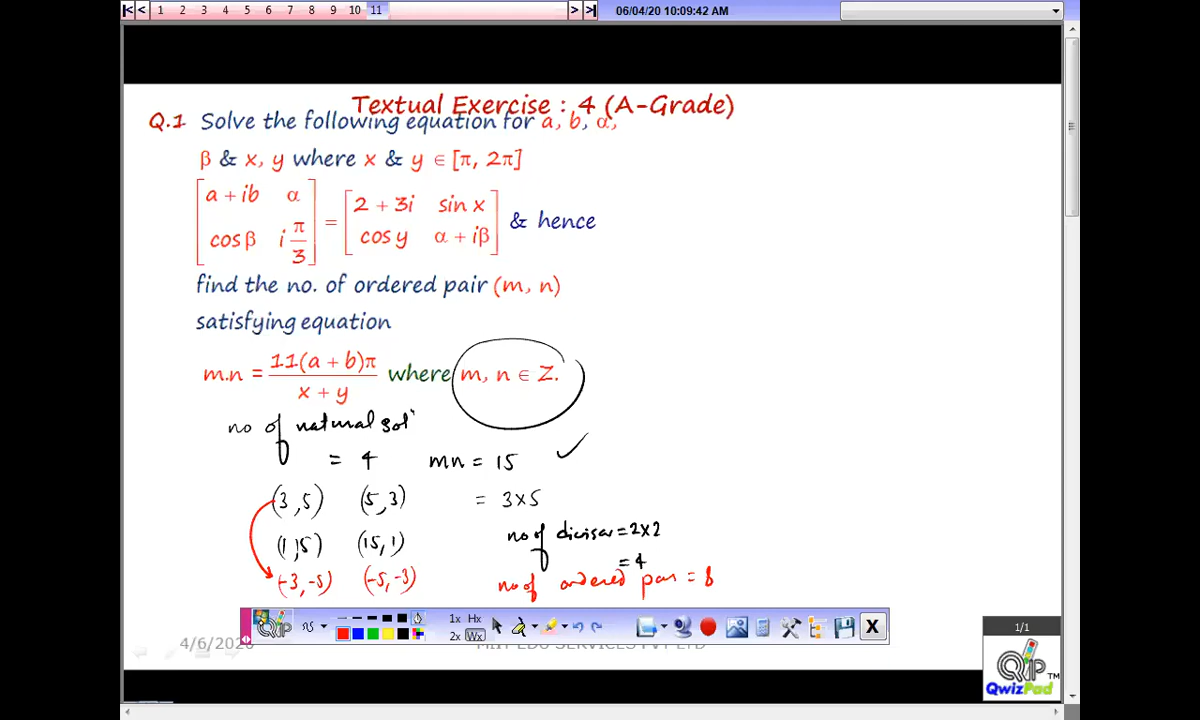 1 2 3 4 5 6 7 8 9 10 11 06/04/20 10:09:42 AM
Textual Exercise : 4 (A-Grade)
Q.1 Solve the following equation for a, b, α,
β & x, y where x & y ∈ [π, 2π]
[a + ib α; cos β i π/3] = [2 + 3i sin x; cos y α + iβ] & hence
find the no. of ordered pair (m, n)
satisfying equation
m.n = 11(a + b)π / x + y where m, n ∈ Z.
no of natural sol
= 4 mn = 15
(3,5) (5,3) = 3×5
(1,15) (15,1) no of divisor = 2×2
= 4
(-3,-5) (-5,-3) no of ordered pair = 8
1x Hx
2x Wx
QIP
X
1/1
4/6/2020
QIP TM
QwizPad